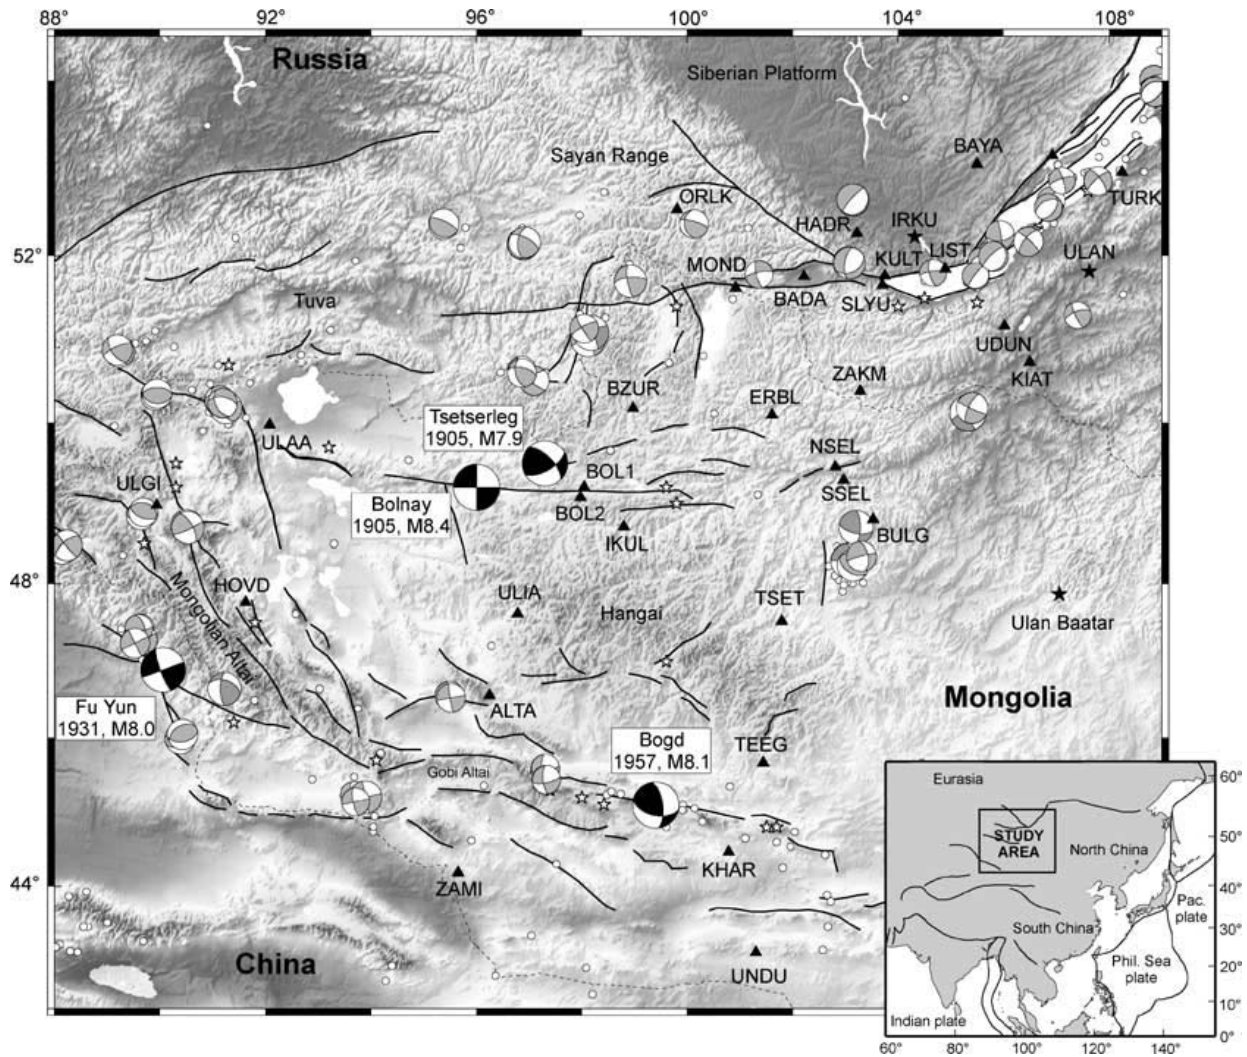 88° 92° 96° 100° 104° 108°
Russia
Siberian Platform
Sayan Range
BAYA
ORLK
HADR
IRKU
TURK
52°
MOND
KULT
LIST
ULAN
BADA
SLYU
Tuva
UDUN
KIAT
BZUR
ERBL
ZAKM
Tsetserleg
1905, M7.9
ULAA
NSEL
BOL1
ULGI
SSEL
Bolnay
1905, M8.4
BOL2
IKUL
BULG
48°
HOVD
ULIA
Hangai
TSET
Ulan Baatar
Mongolian Altai
Fu Yun
1931, M8.0
ALTA
Mongolia
Bogd
1957, M8.1
TEEG
Gobi Altai
KHAR
44°
ZAMI
China
UNDU
Eurasia
60°
STUDY
AREA
50°
North China
40°
Pac.
plate
South China
30°
Phil. Sea
plate
20°
10°
Indian plate
0°
60° 80° 100° 120° 140°